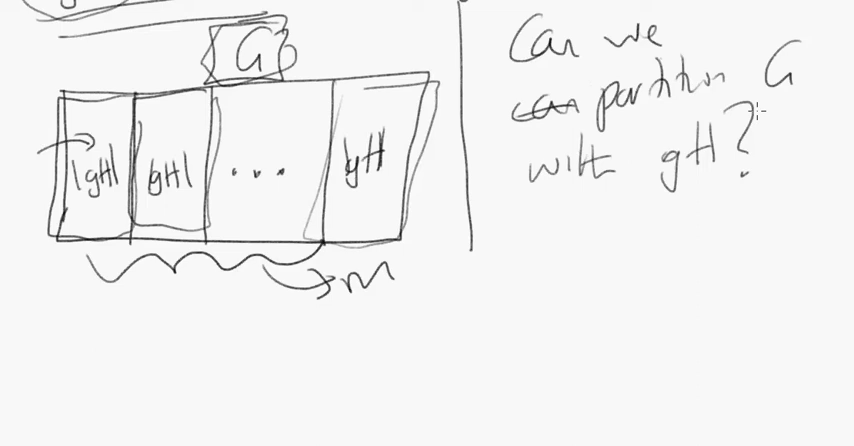 G
|gH| gH| ... gH
m
Can we
can partition G
with gH?